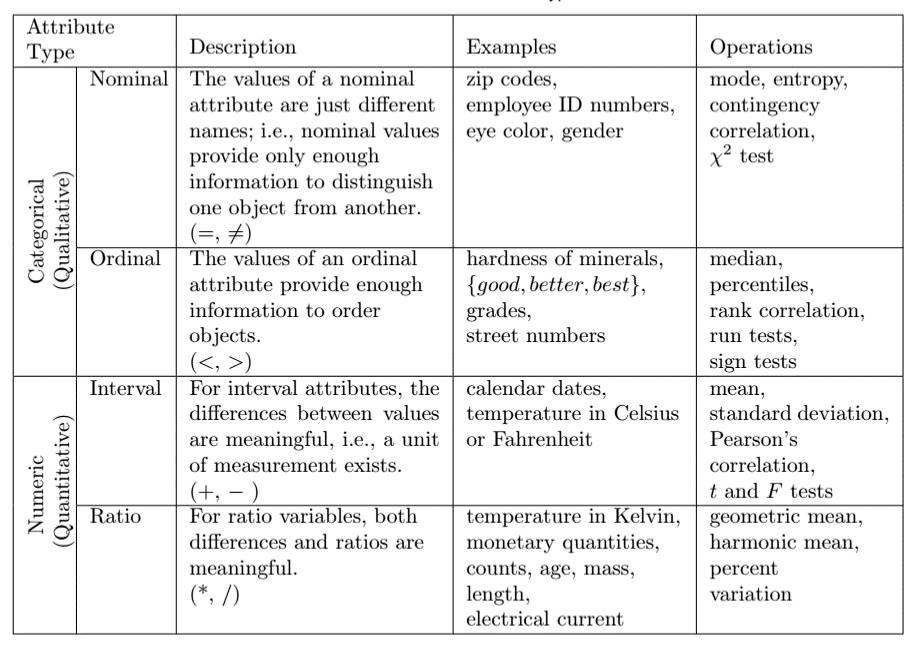 Attribute
Type
Description
Examples
Operations
Categorical
(Qualitative)
Nominal
The values of a nominal
attribute are just different
names; i.e., nominal values
provide only enough
information to distinguish
one object from another.
(=, ≠)
zip codes,
employee ID numbers,
eye color, gender
mode, entropy,
contingency
correlation,
χ² test
Ordinal
The values of an ordinal
attribute provide enough
information to order
objects.
(<, >)
hardness of minerals,
{good, better, best},
grades,
street numbers
median,
percentiles,
rank correlation,
run tests,
sign tests
Numeric
(Quantitative)
Interval
For interval attributes, the
differences between values
are meaningful, i.e., a unit
of measurement exists.
(+, − )
calendar dates,
temperature in Celsius
or Fahrenheit
mean,
standard deviation,
Pearson's
correlation,
t and F tests
Ratio
For ratio variables, both
differences and ratios are
meaningful.
(*, /)
temperature in Kelvin,
monetary quantities,
counts, age, mass,
length,
electrical current
geometric mean,
harmonic mean,
percent
variation